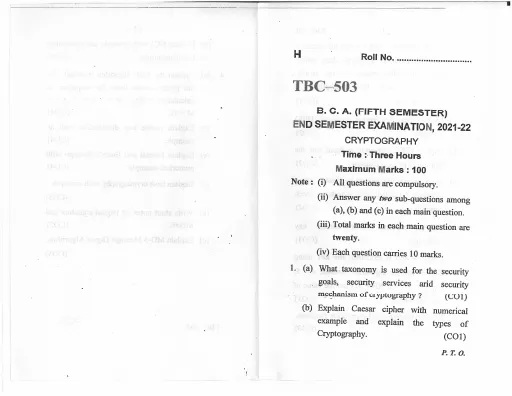 H
Roll No. ..............................
TBC–503
B. C. A. (FIFTH SEMESTER)
END SEMESTER EXAMINATION, 2021-22
CRYPTOGRAPHY
Time : Three Hours
Maximum Marks : 100
Note : (i) All questions are compulsory.
(ii) Answer any two sub-questions among
(a), (b) and (c) in each main question.
(iii) Total marks in each main question are
twenty.
(iv) Each question carries 10 marks.
1. (a) What taxonomy is used for the security
goals, security services and security
mechanism of cryptography ? (CO1)
(b) Explain Caesar cipher with numerical
example and explain the types of
Cryptography. (CO1)
P. T. O.